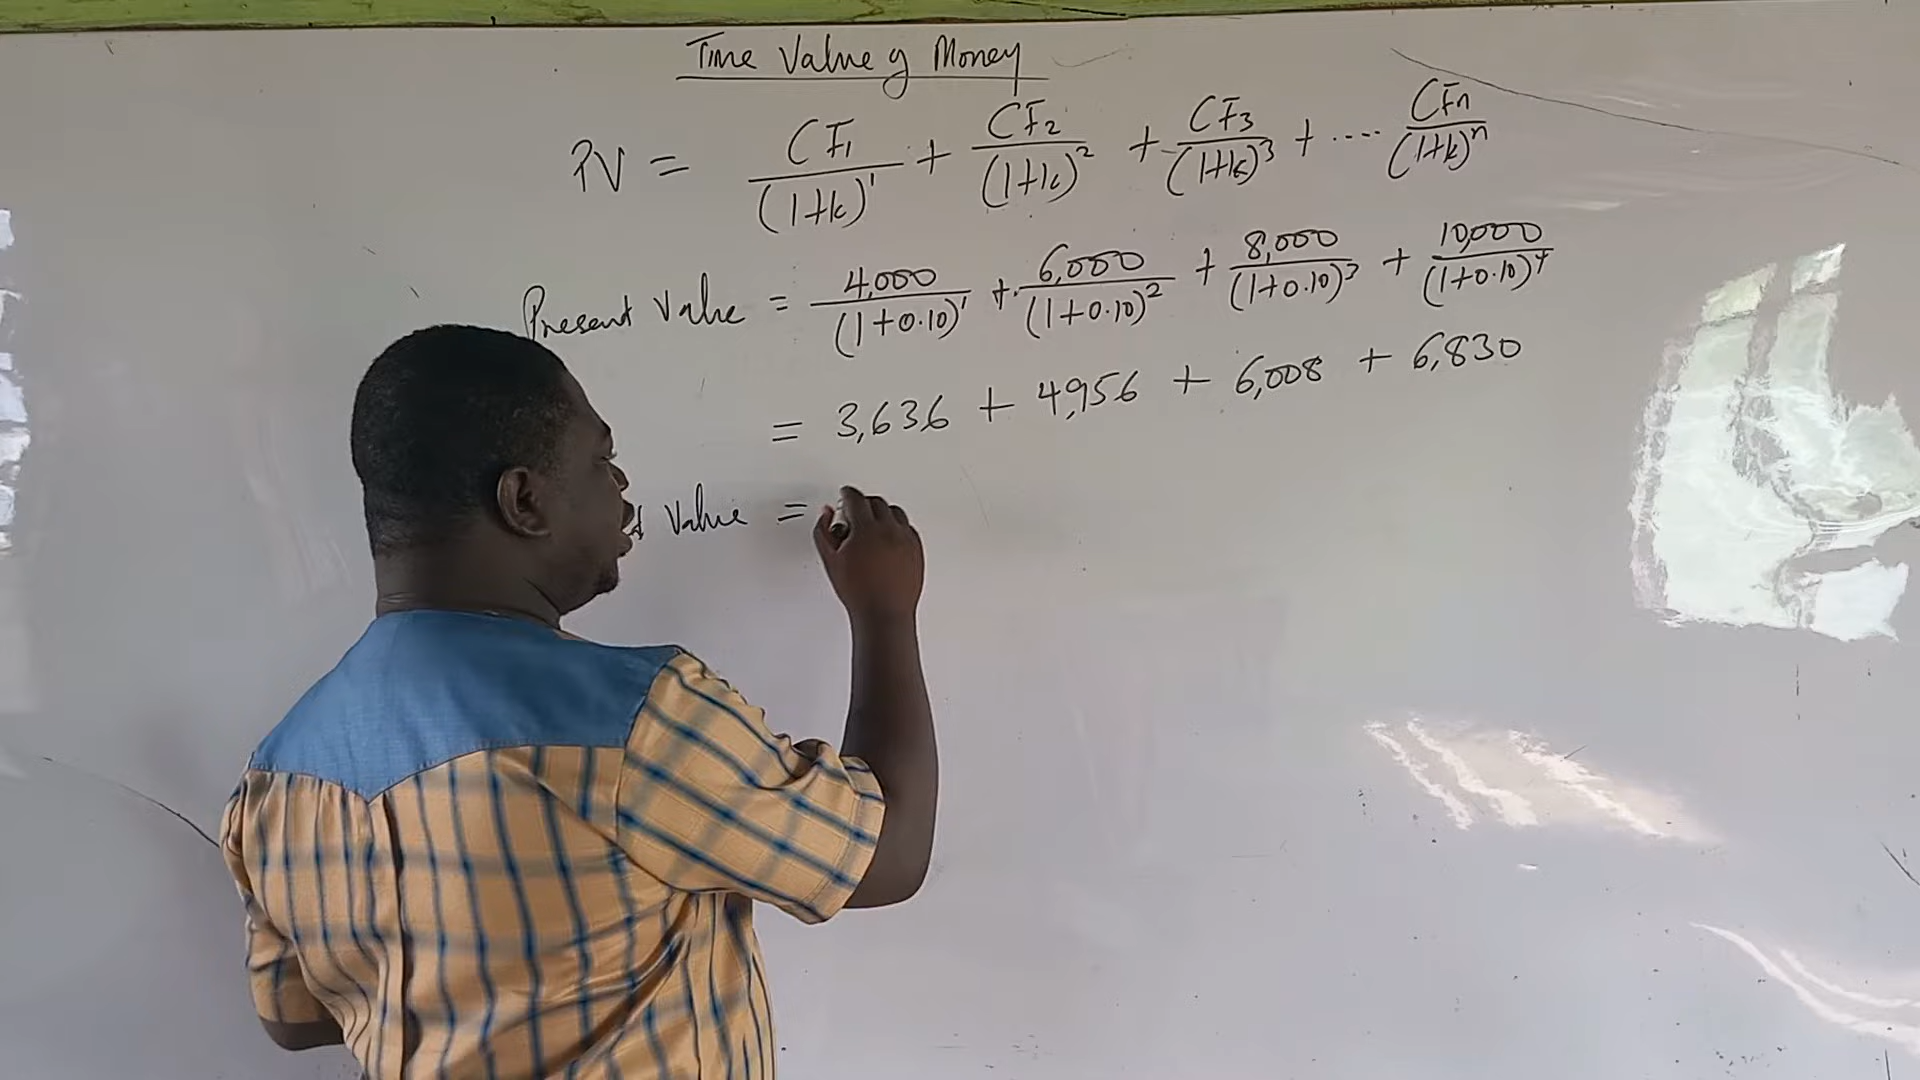 Time Value of Money
PV = CF₁/(1+k)¹ + CF₂/(1+k)² + CF₃/(1+k)³ + .... CFn/(1+k)ⁿ
Present Value = 4,000/(1+0.10)¹ + 6,000/(1+0.10)² + 8,000/(1+0.10)³ + 10,000/(1+0.10)⁴
= 3,636 + 4,956 + 6,008 + 6,830
Value =